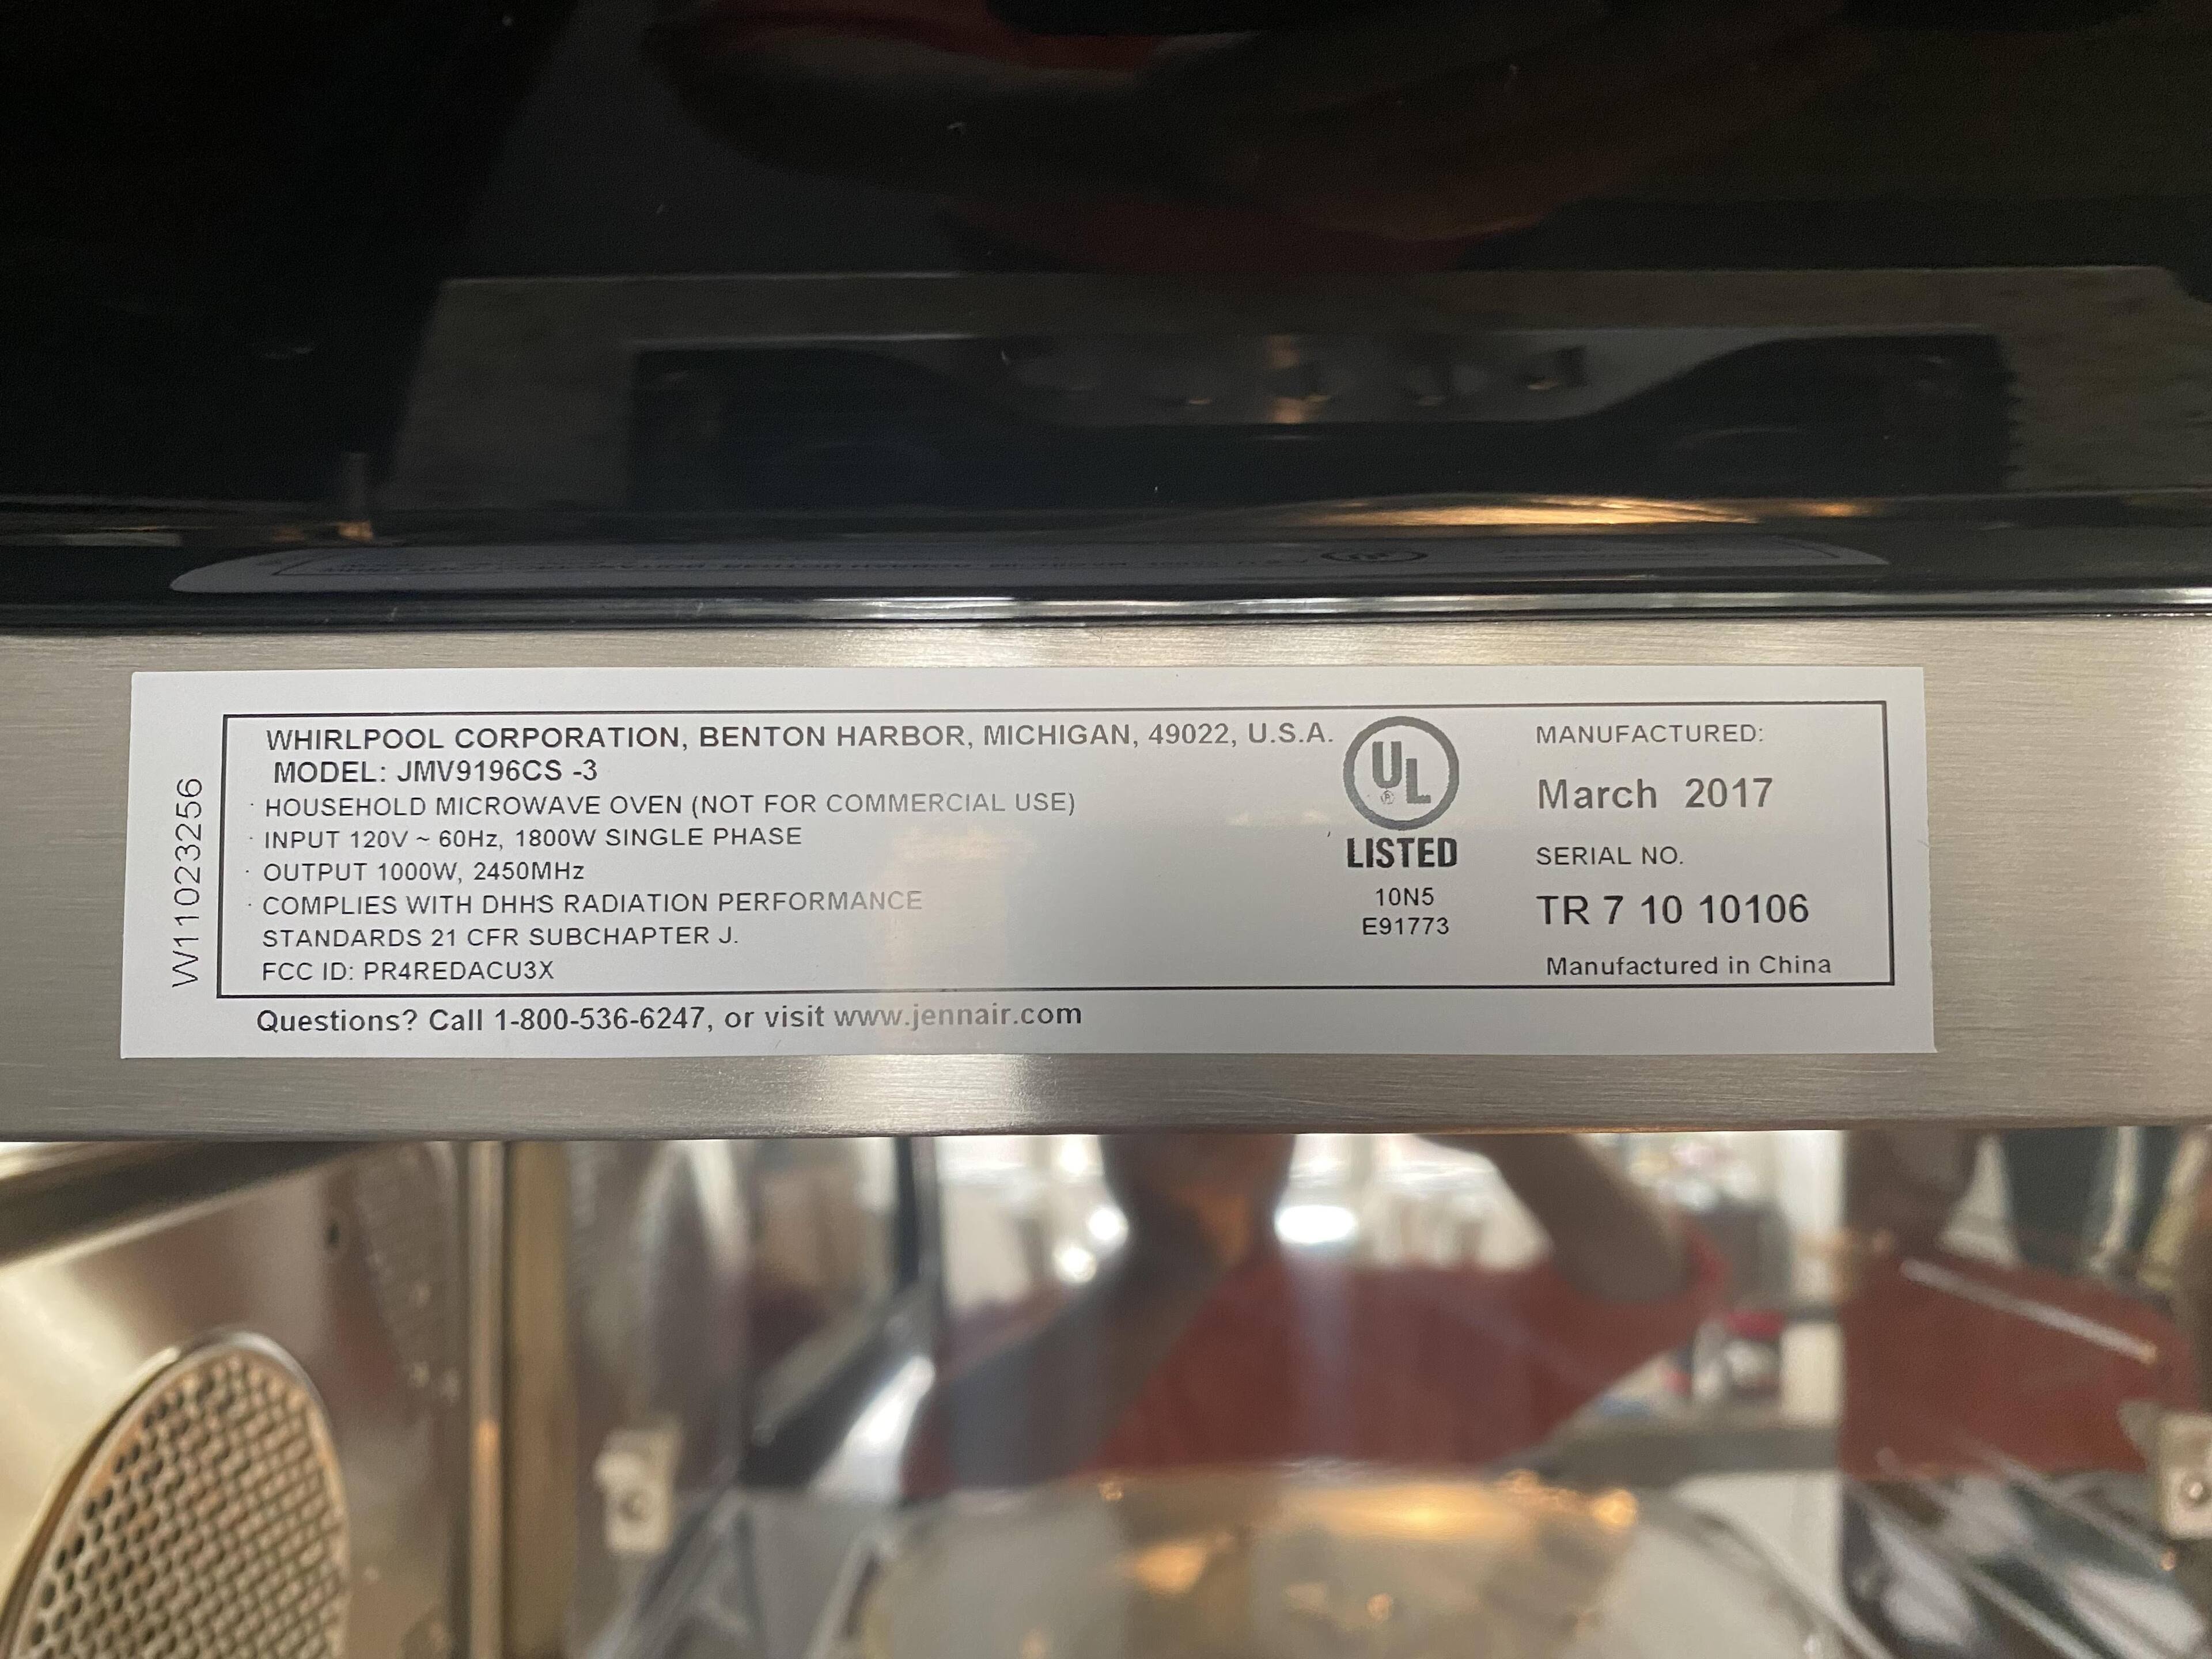 WHIRLPOOL CORPORATION, BENTON HARBOR, MICHIGAN, 49022, U.S.A.
MODEL: JMV9196CS -3
· HOUSEHOLD MICROWAVE OVEN (NOT FOR COMMERCIAL USE)
· INPUT 120V ~ 60Hz, 1800W SINGLE PHASE
· OUTPUT 1000W, 2450MHz
· COMPLIES WITH DHHS RADIATION PERFORMANCE
STANDARDS 21 CFR SUBCHAPTER J.
FCC ID: PR4REDACU3X
UL
®
LISTED
10N5
E91773
MANUFACTURED:
March 2017
SERIAL NO.
TR 7 10 10106
Manufactured in China
Questions? Call 1-800-536-6247, or visit www.jennair.com
W11023256